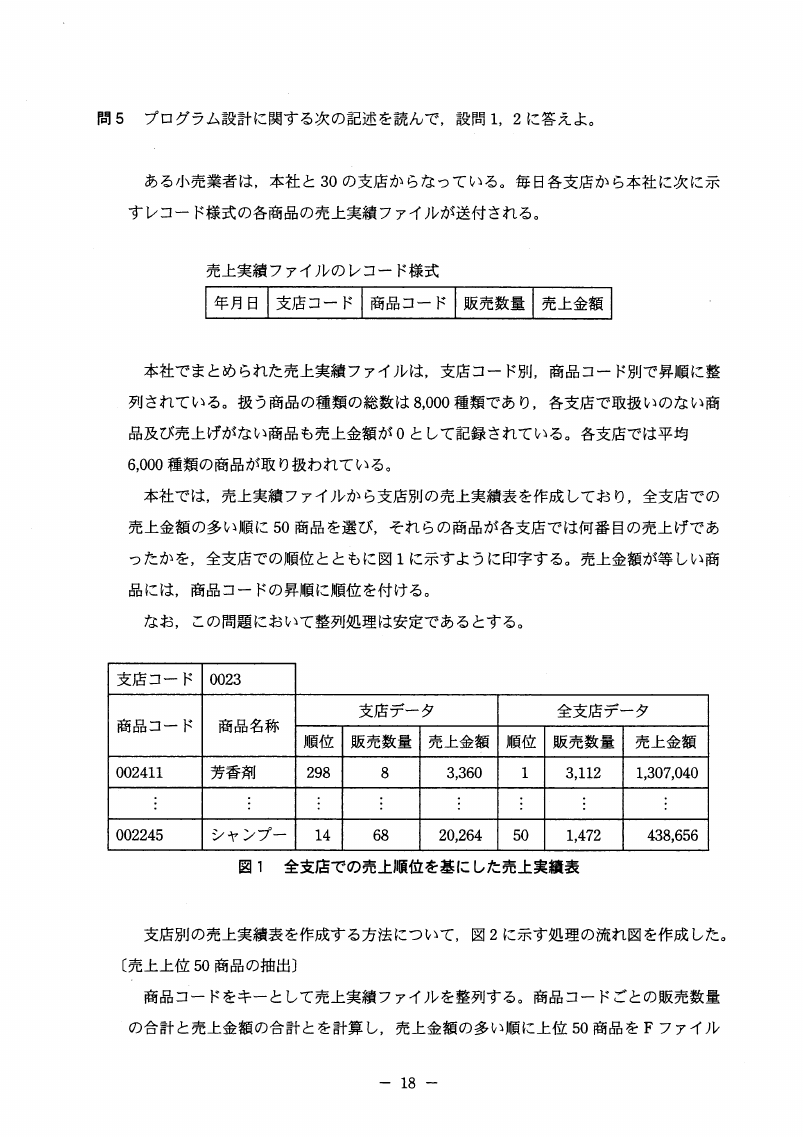 問5 プログラム設計に関する次の記述を読んで，設問1，2に答えよ。
ある小売業者は，本社と30の支店からなっている。毎日各支店から本社に次に示
すレコード様式の各商品の売上実績ファイルが送付される。
売上実績ファイルのレコード様式
年月日 支店コード 商品コード 販売数量 売上金額
本社でまとめられた売上実績ファイルは，支店コード別，商品コード別で昇順に整
列されている。扱う商品の種類の総数は8,000種類であり，各支店で取扱いのない商
品及び売上げがない商品も売上金額が0として記録されている。各支店では平均
6,000種類の商品が取り扱われている。
本社では，売上実績ファイルから支店別の売上実績表を作成しており，全支店での
売上金額の多い順に50商品を選び，それらの商品が各支店では何番目の売上げであ
ったかを，全支店での順位とともに図1に示すように印字する。売上金額が等しい商
品には，商品コードの昇順に順位を付ける。
なお，この問題において整列処理は安定であるとする。
支店コード 0023
商品コード 商品名称 支店データ 全支店データ
順位 販売数量 売上金額 順位 販売数量 売上金額
002411 芳香剤 298 8 3,360 1 3,112 1,307,040
⋮ ⋮ ⋮ ⋮ ⋮ ⋮ ⋮ ⋮
002245 シャンプー 14 68 20,264 50 1,472 438,656
図1 全支店での売上順位を基にした売上実績表
支店別の売上実績表を作成する方法について，図2に示す処理の流れ図を作成した。
〔売上上位50商品の抽出〕
商品コードをキーとして売上実績ファイルを整列する。商品コードごとの販売数量
の合計と売上金額の合計とを計算し，売上金額の多い順に上位50商品をFファイル
－ 18 －